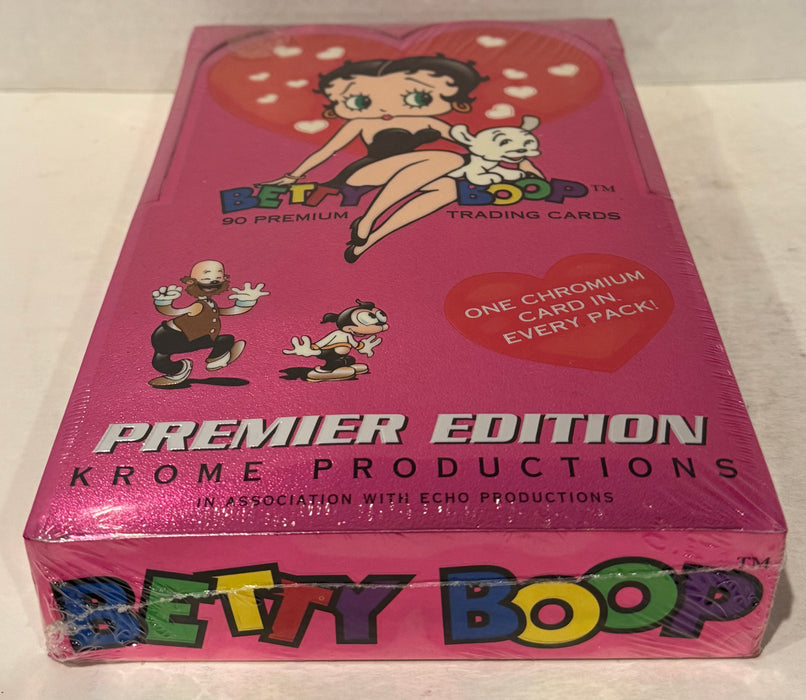 BETTY BOOP™
90 PREMIUM TRADING CARDS
ONE CHROMIUM
CARD IN
EVERY PACK!
PREMIER EDITION
KROME PRODUCTIONS
IN ASSOCIATION WITH ECHO PRODUCTIONS
BETTY BOOP™